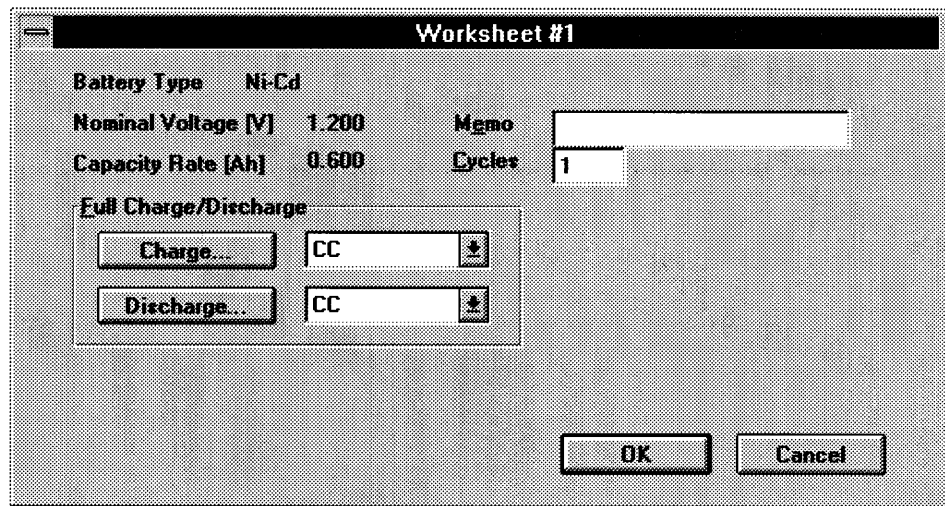 Worksheet #1
Battery Type Ni-Cd
Nominal Voltage [V] 1.200 Memo
Capacity Rate [Ah] 0.600 Cycles 1
Full Charge/Discharge
Charge... CC
Discharge... CC
OK Cancel